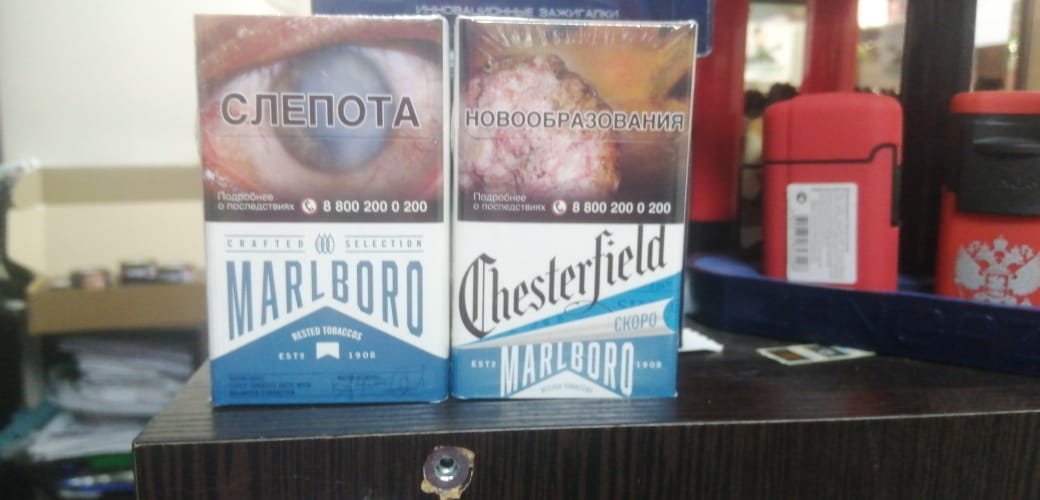 ИННОВАЦИОННЫЕ ЗАЖИГАЛКИ
СЛЕПОТА
Подробнее
о последствиях 8 800 200 0 200
CRAFTED SELECTION
MARLBORO
RESTED TOBACCOS
ESTD 1908
НОВООБРАЗОВАНИЯ
Подробнее
о последствиях 8 800 200 0 200
Chesterfield
СКОРО
ESTD MARLBORO 1908
RESTED TOBACCOS